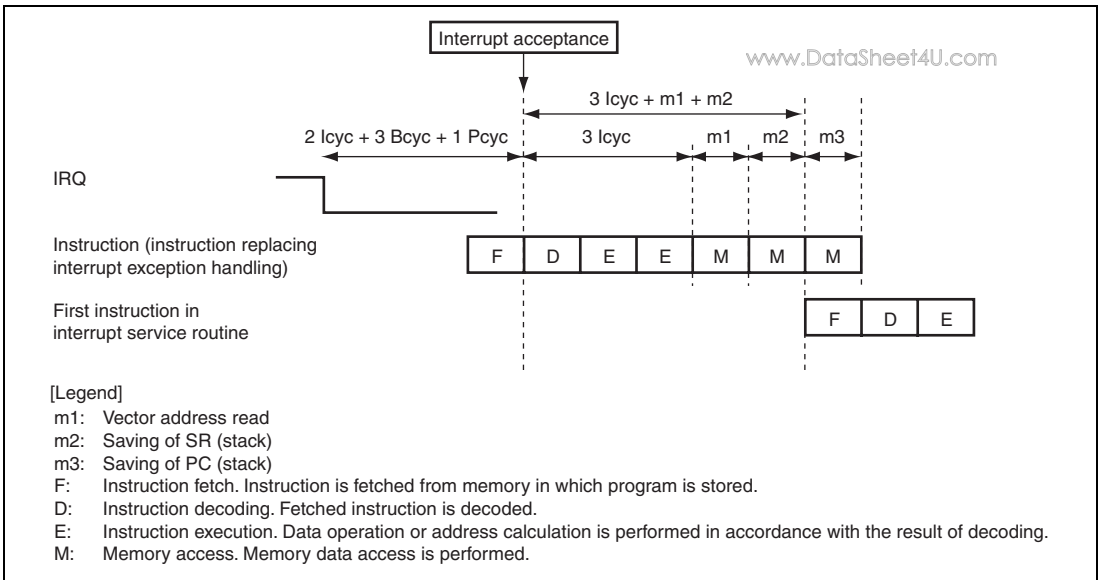 Interrupt acceptance
www.DataSheet4U.com
3 Icyc + m1 + m2
2 Icyc + 3 Bcyc + 1 Pcyc
3 Icyc
m1
m2
m3
IRQ
Instruction (instruction replacing
interrupt exception handling)
F D E E M M M
First instruction in
interrupt service routine
F D E
[Legend]
m1: Vector address read
m2: Saving of SR (stack)
m3: Saving of PC (stack)
F: Instruction fetch. Instruction is fetched from memory in which program is stored.
D: Instruction decoding. Fetched instruction is decoded.
E: Instruction execution. Data operation or address calculation is performed in accordance with the result of decoding.
M: Memory access. Memory data access is performed.